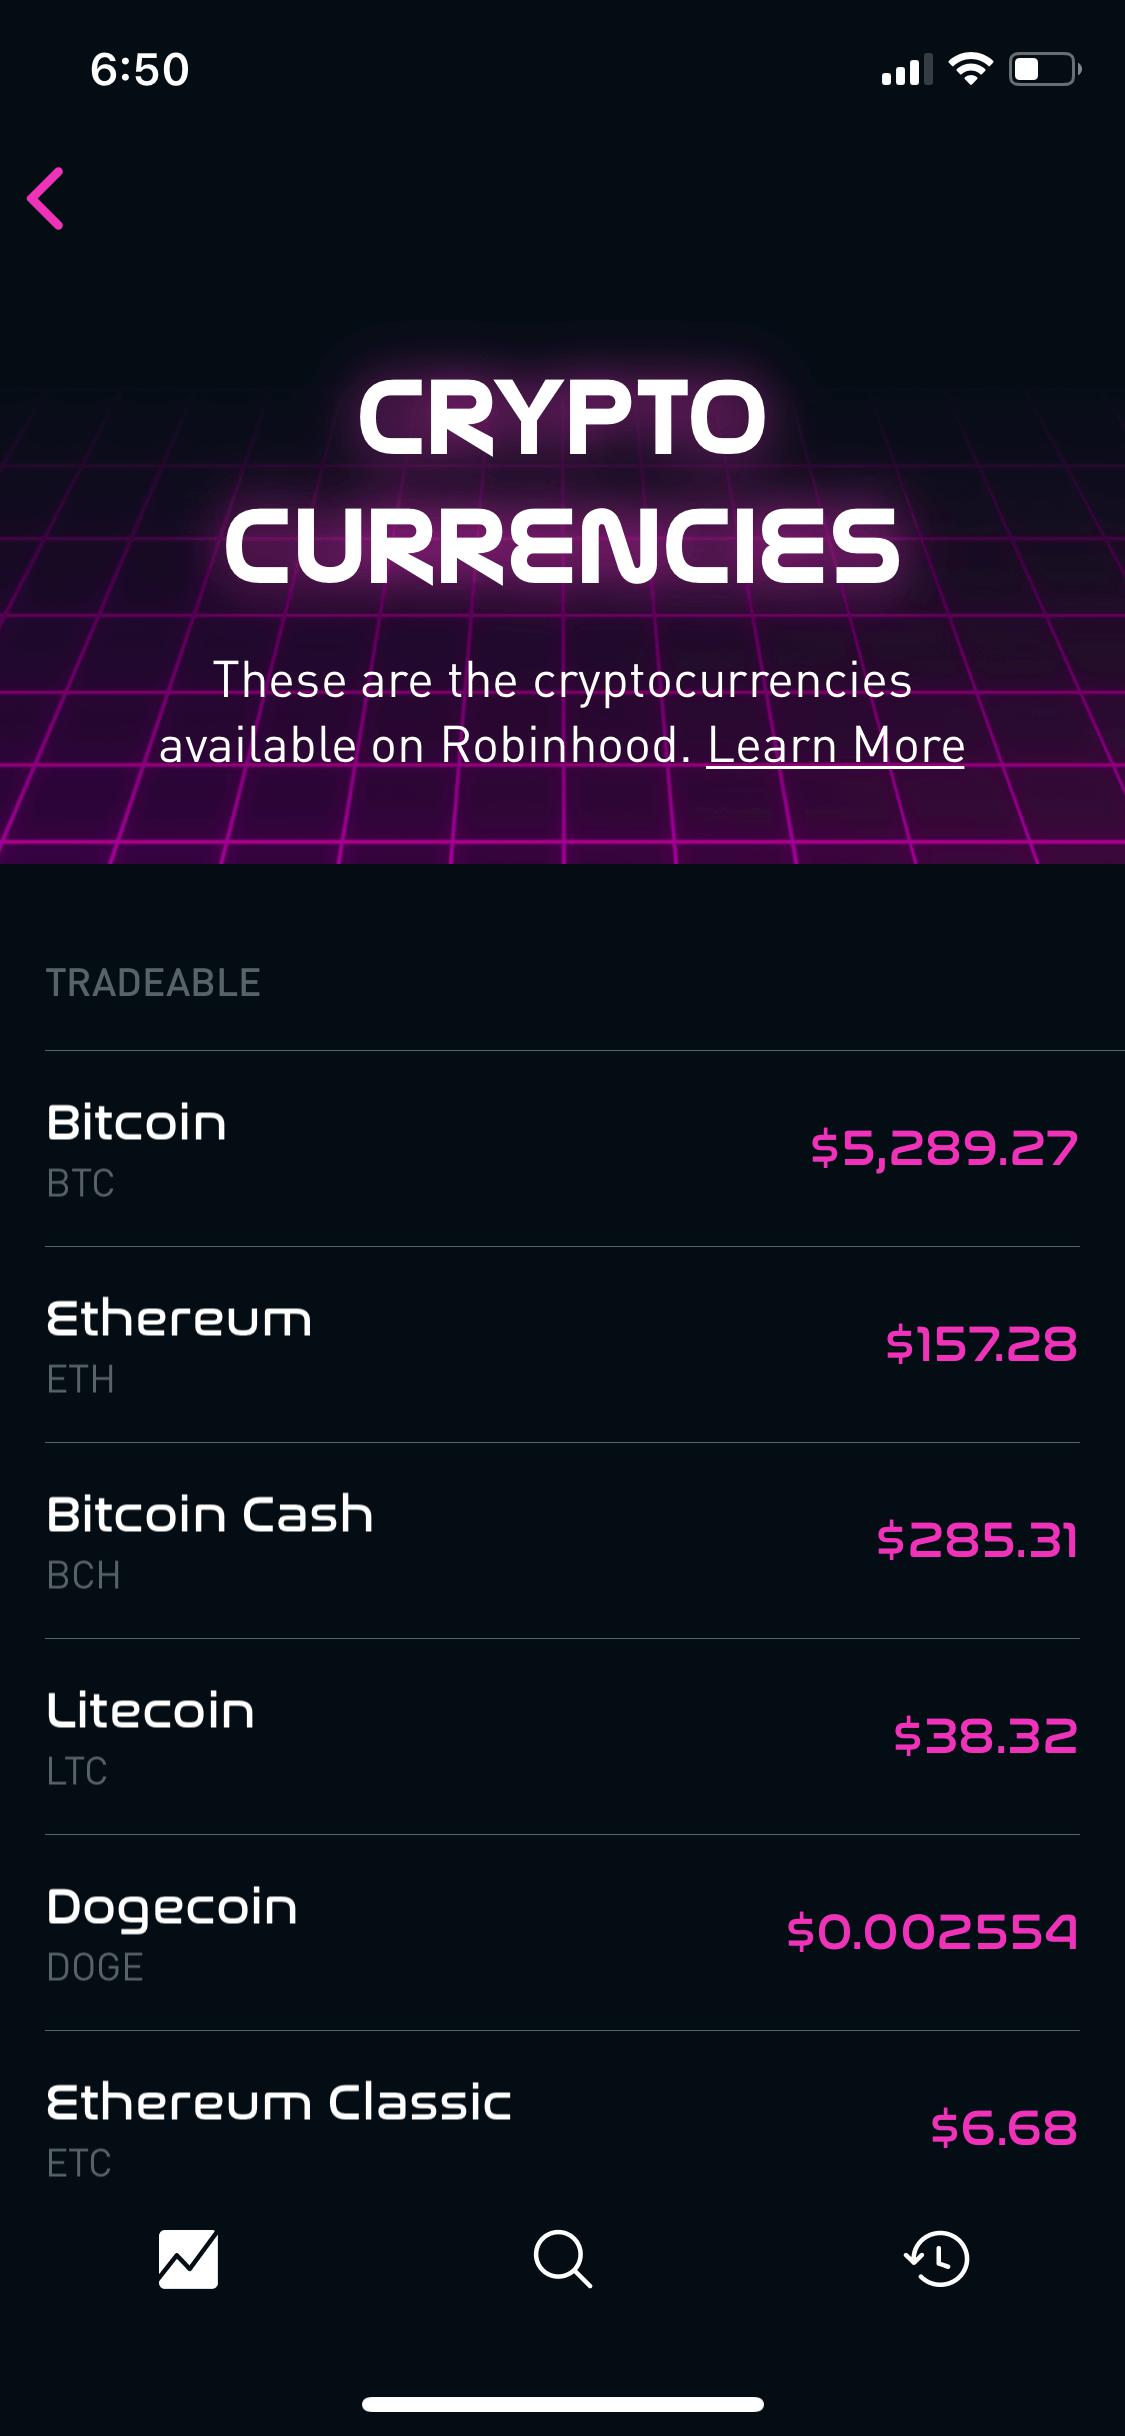 6:50
CRYPTO
CURRENCIES
These are the cryptocurrencies
available on Robinhood. Learn More
TRADEABLE
Bitcoin
BTC
$5,289.27
Ethereum
ETH
$157.28
Bitcoin Cash
BCH
$285.31
Litecoin
LTC
$38.32
Dogecoin
DOGE
$0.002554
Ethereum Classic
ETC
$6.68